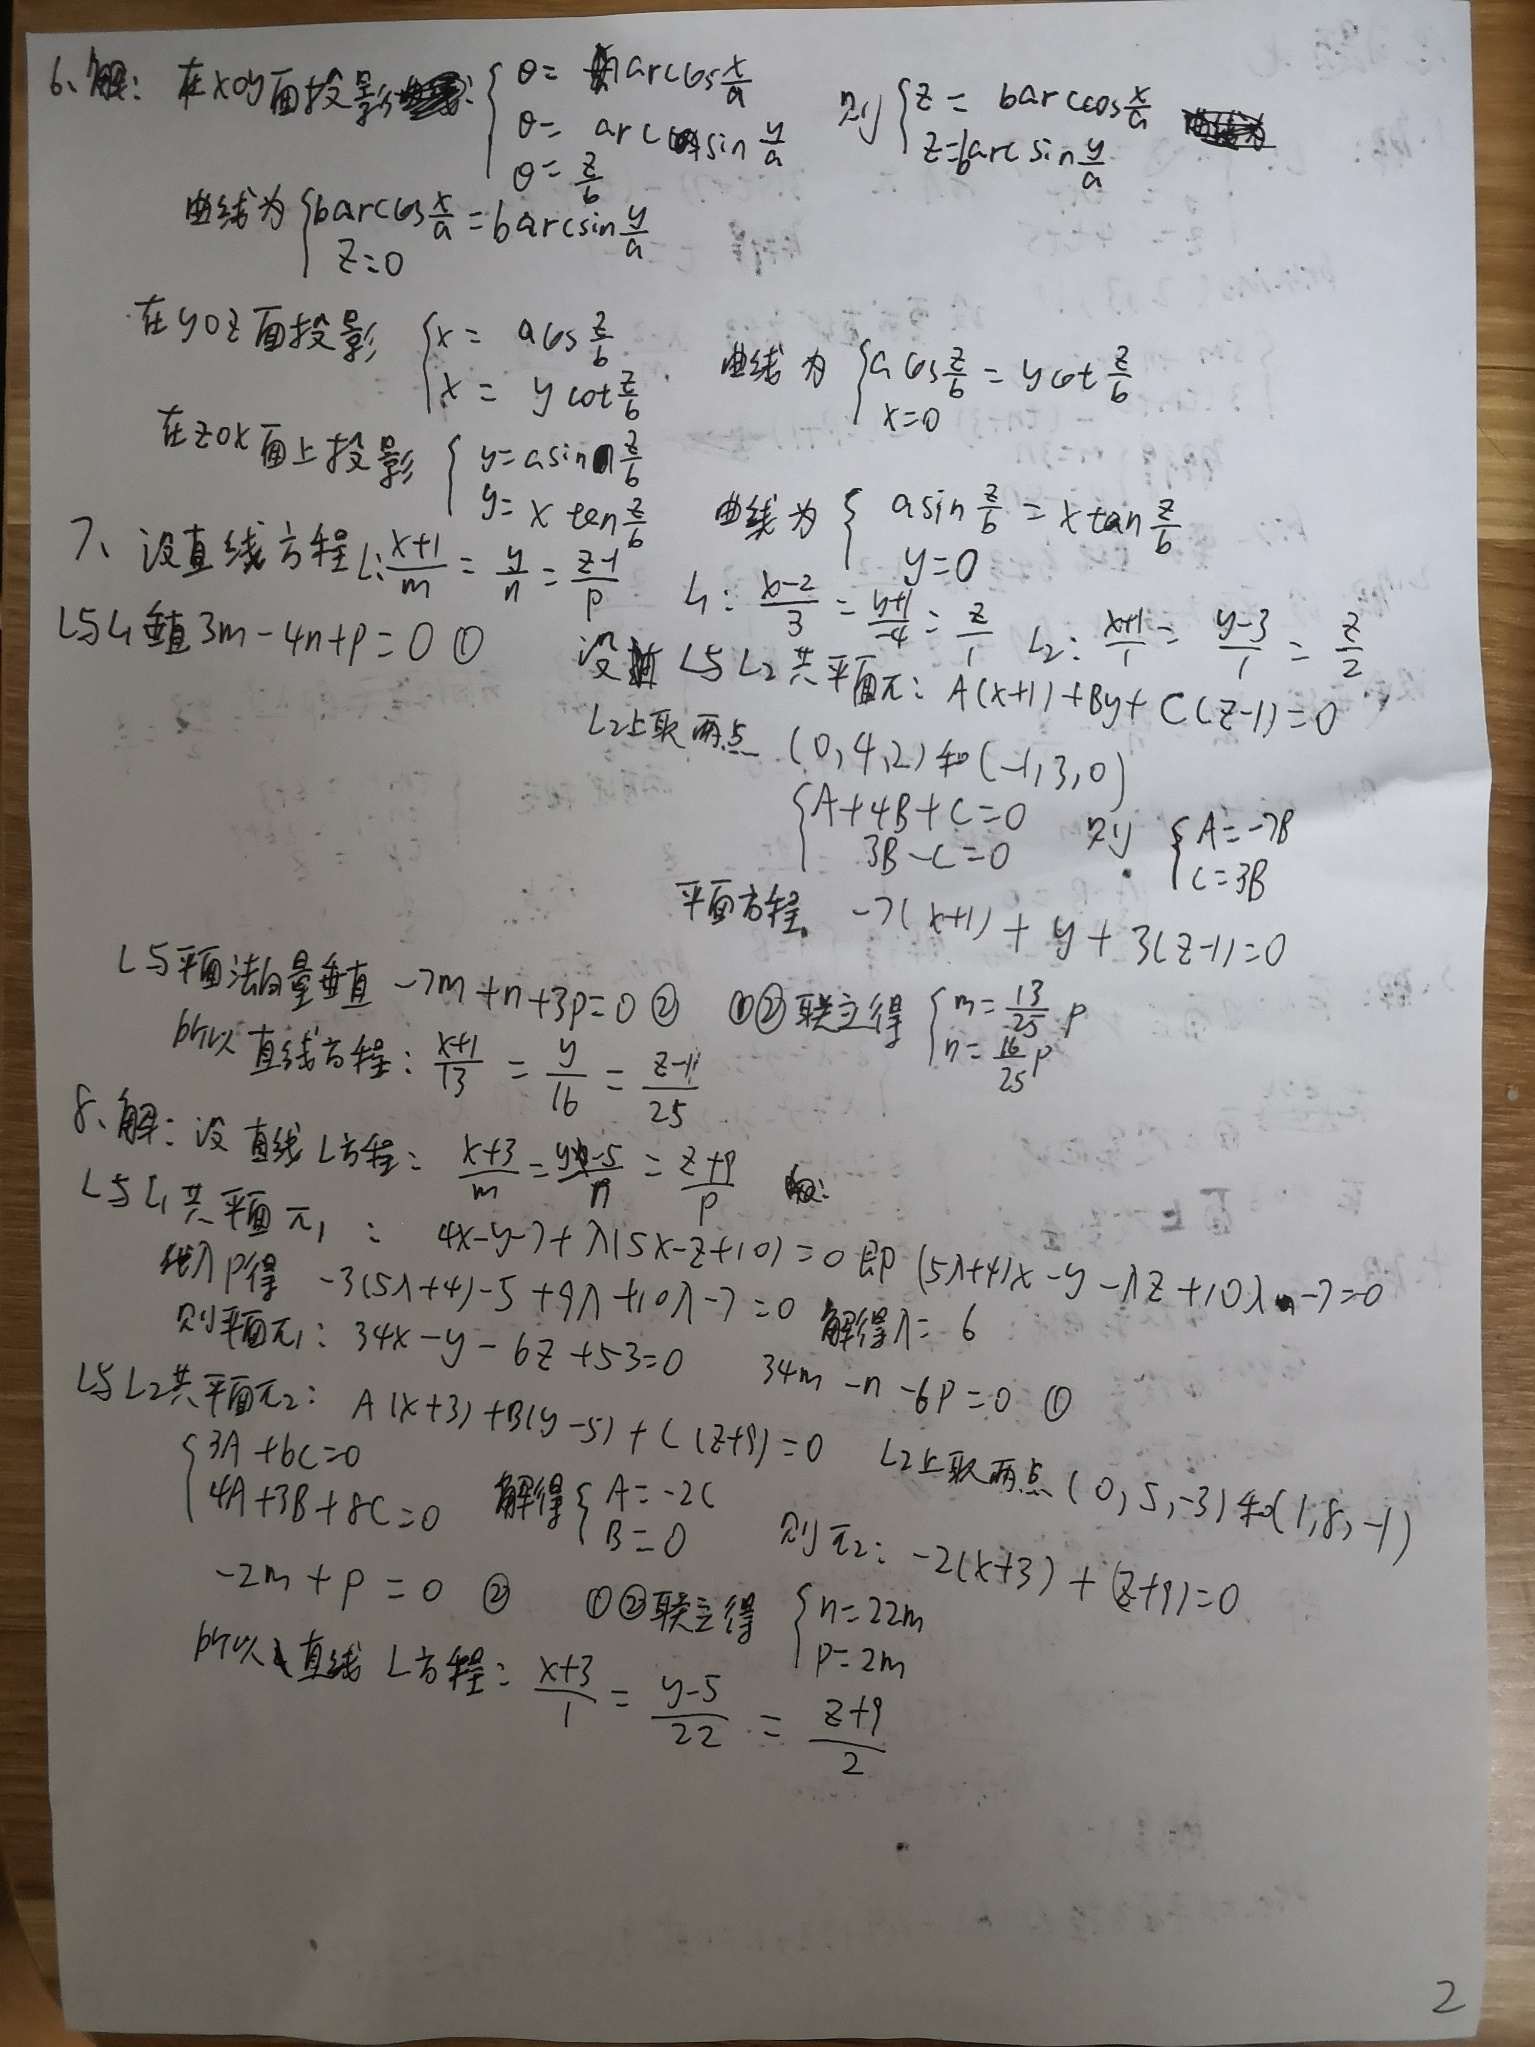 6、解：在xoy面投影：{θ= arccos x/a  θ= arcsin y/a  θ= z/b  则{z= barccos x/a  z=barcsin y/a
曲线为{barccos x/a = barcsin y/a  z=0
在yoz面投影{x= acos z/b  x= ycot z/b  曲线为{acos z/b = ycot z/b  x=0
在zox面上投影{y=asin z/b  y= xtan z/b  曲线为{asin z/b = xtan z/b  y=0
7、设直线方程L: (x+1)/m = y/n = (z-1)/p  L₁: (x-2)/3 = (y+1)/-4 = z/1  L₂: (x+1)/1 = (y-3)/1 = z/2
L与L₁垂直 3m-4n+p=0 ①  设 L与L₂共平面π: A(x+1)+By+C(z-1)=0
L₂上取两点 (0,4,2)和(-1,3,0)
{A+4B+C=0  3B-C=0  则{A=-7B  C=3B
平面方程 -7(x+1)+y+3(z-1)=0
L与平面法向量垂直 -7m+n+3p=0 ②  ①②联立得{m= 13/25 p  n= 16/25 p
所以直线方程: (x+1)/13 = y/16 = (z-1)/25
8、解：设直线L方程: (x+3)/m = (y-5)/n = (z+9)/p
L与L₁共平面π₁: 4x-y-7+λ(5x-z+10)=0 即 (5λ+4)x-y-λz+10λ-7=0
代入P得 -3(5λ+4)-5+9λ+10λ-7=0 解得λ=6
则平面π₁: 34x-y-6z+53=0  34m-n-6p=0 ①
L与L₂共平面π₂: A(x+3)+B(y-5)+C(z+9)=0  L₂上取两点(0,5,-3)和(1,8,-1)
{3A+6C=0  4A+3B+8C=0  解得{A=-2C  B=0  则π₂: -2(x+3)+(z+9)=0
-2m+p=0 ②  ①②联立得{n=22m  p=2m
所以直线L方程: (x+3)/1 = (y-5)/22 = (z+9)/2
2